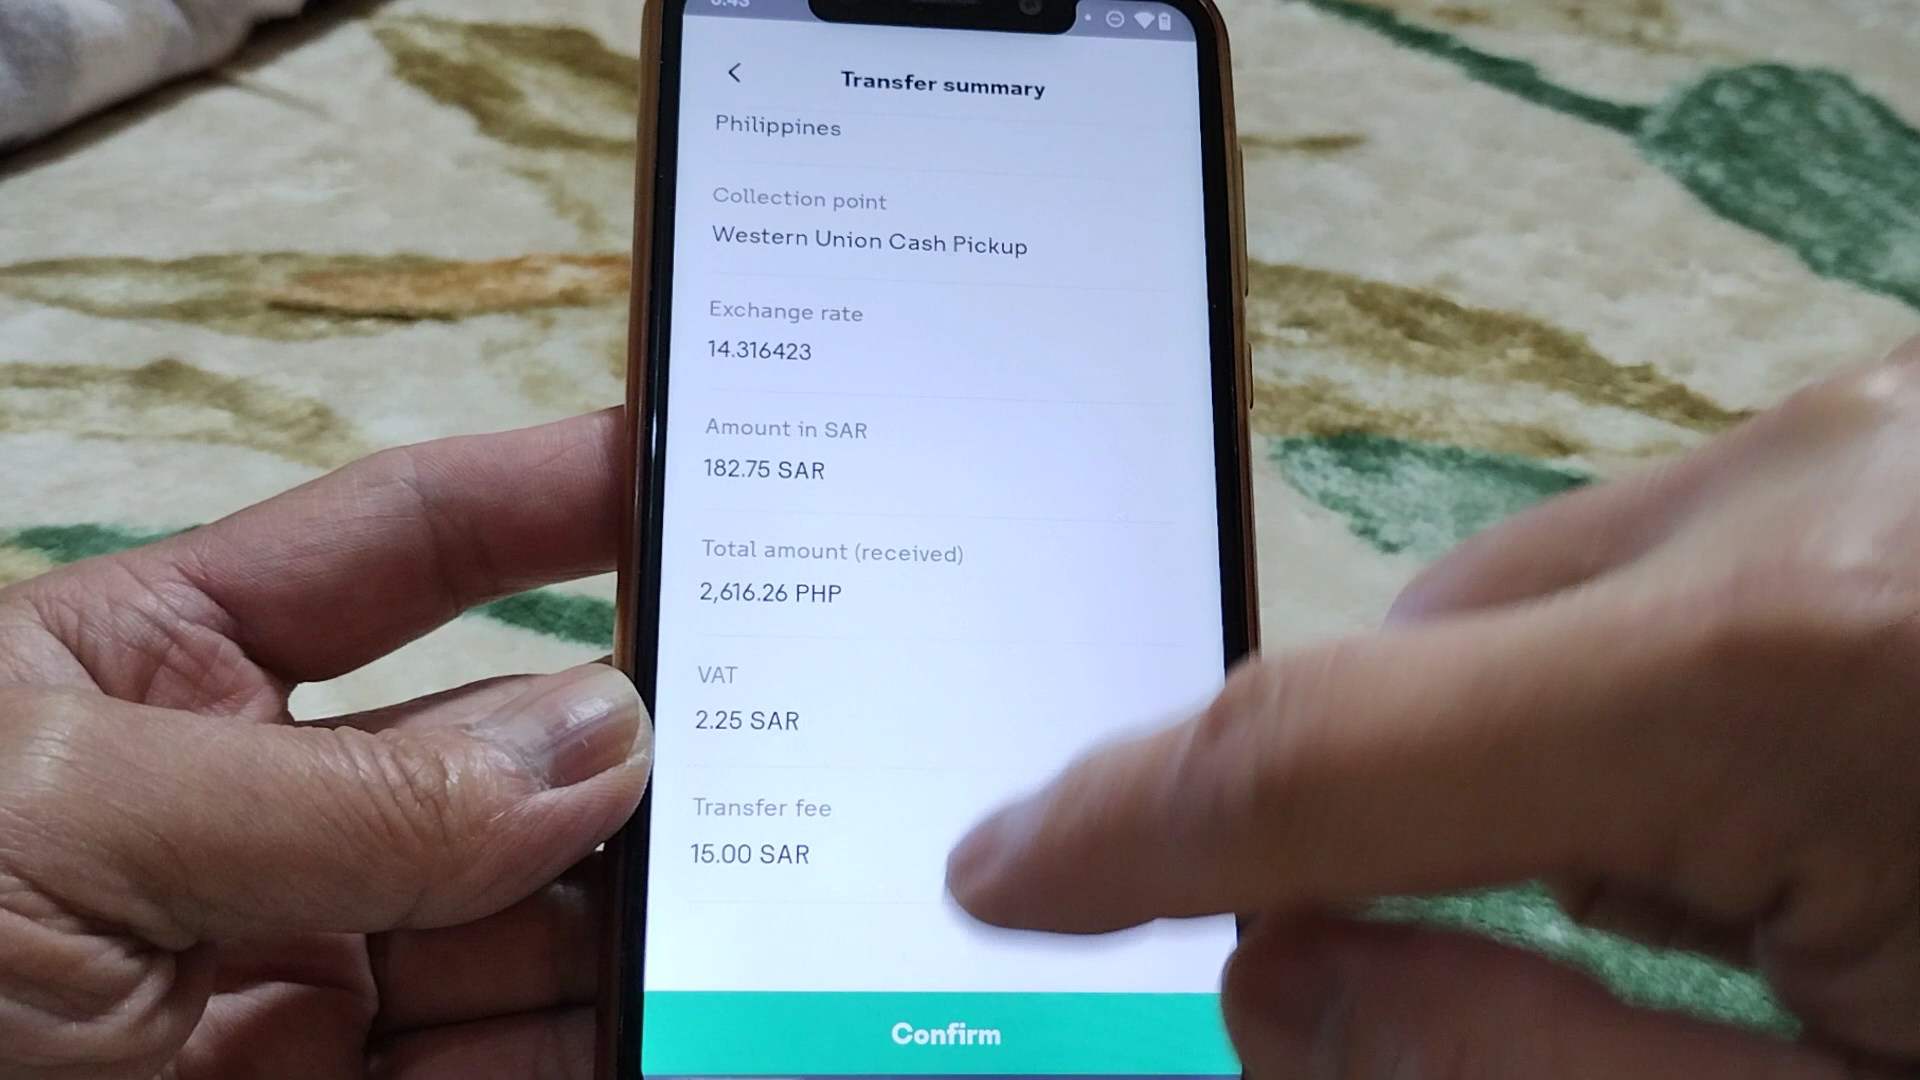 Transfer summary
Philippines
Collection point
Western Union Cash Pickup
Exchange rate
14.316423
Amount in SAR
182.75 SAR
Total amount (received)
2,616.26 PHP
VAT
2.25 SAR
Transfer fee
15.00 SAR
Confirm